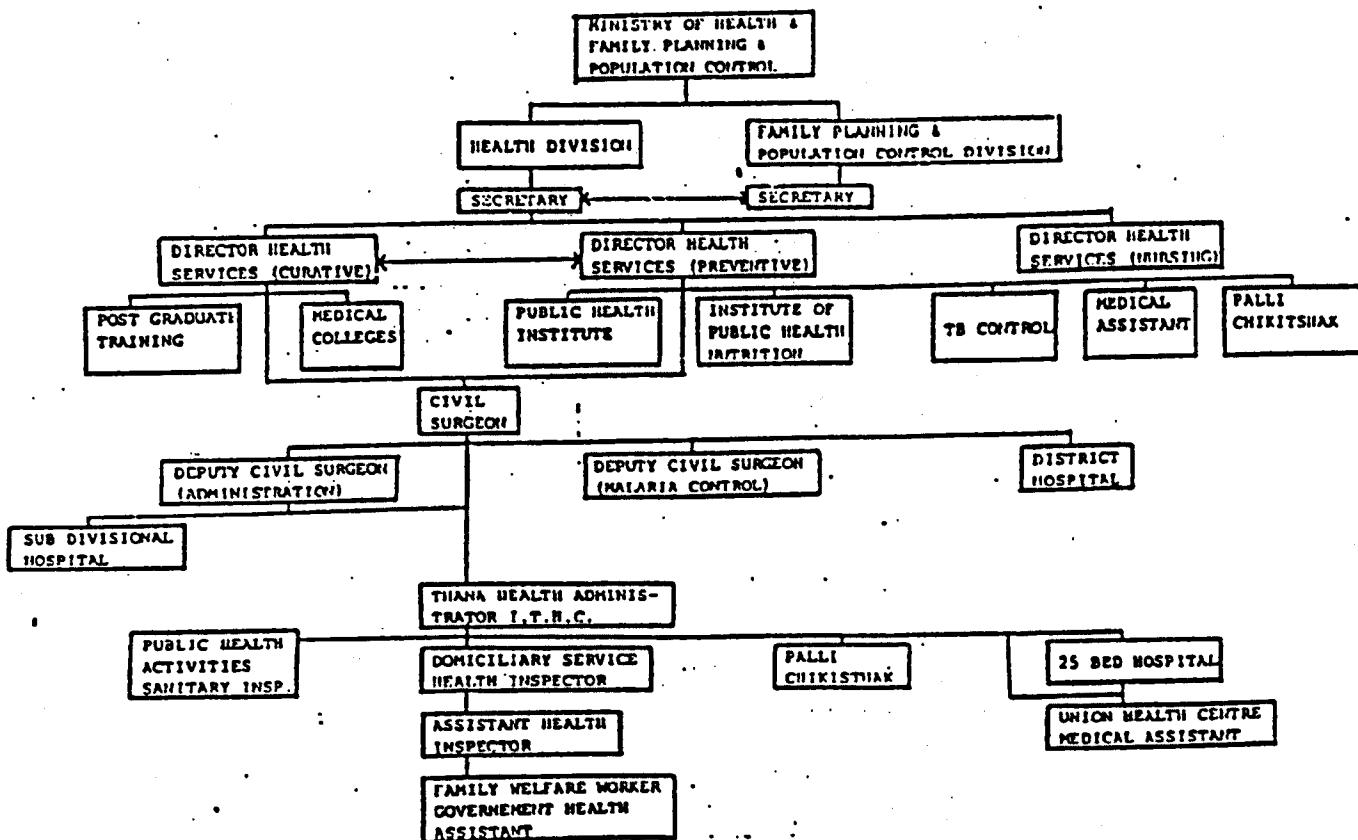 MINISTRY OF HEALTH &
FAMILY. PLANNING &
POPULATION CONTROL
HEALTH DIVISION
FAMILY PLANNING &
POPULATION CONTROL DIVISION
SECRETARY
SECRETARY
DIRECTOR HEALTH
SERVICES (CURATIVE)
DIRECTOR HEALTH
SERVICES (PREVENTIVE)
DIRECTOR HEALTH
SERVICES (NURSING)
POST GRADUATE
TRAINING
MEDICAL
COLLEGES
PUBLIC HEALTH
INSTITUTE
INSTITUTE OF
PUBLIC HEALTH
NUTRITION
TB CONTROL
MEDICAL
ASSISTANT
PALLI
CHIKITSHAK
CIVIL
SURGEON
DEPUTY CIVIL SURGEON
(ADMINISTRATION)
DEPUTY CIVIL SURGEON
(MALARIA CONTROL)
DISTRICT
HOSPITAL
SUB DIVISIONAL
HOSPITAL
THANA HEALTH ADMINIS-
TRATOR I.T.H.C.
PUBLIC HEALTH
ACTIVITIES
SANITARY INSP.
DOMICILIARY SERVICE
HEALTH INSPECTOR
PALLI
CHIKISTHAK
25 BED HOSPITAL
ASSISTANT HEALTH
INSPECTOR
UNION HEALTH CENTRE
MEDICAL ASSISTANT
FAMILY WELFARE WORKER
GOVERNEMENT HEALTH
ASSISTANT